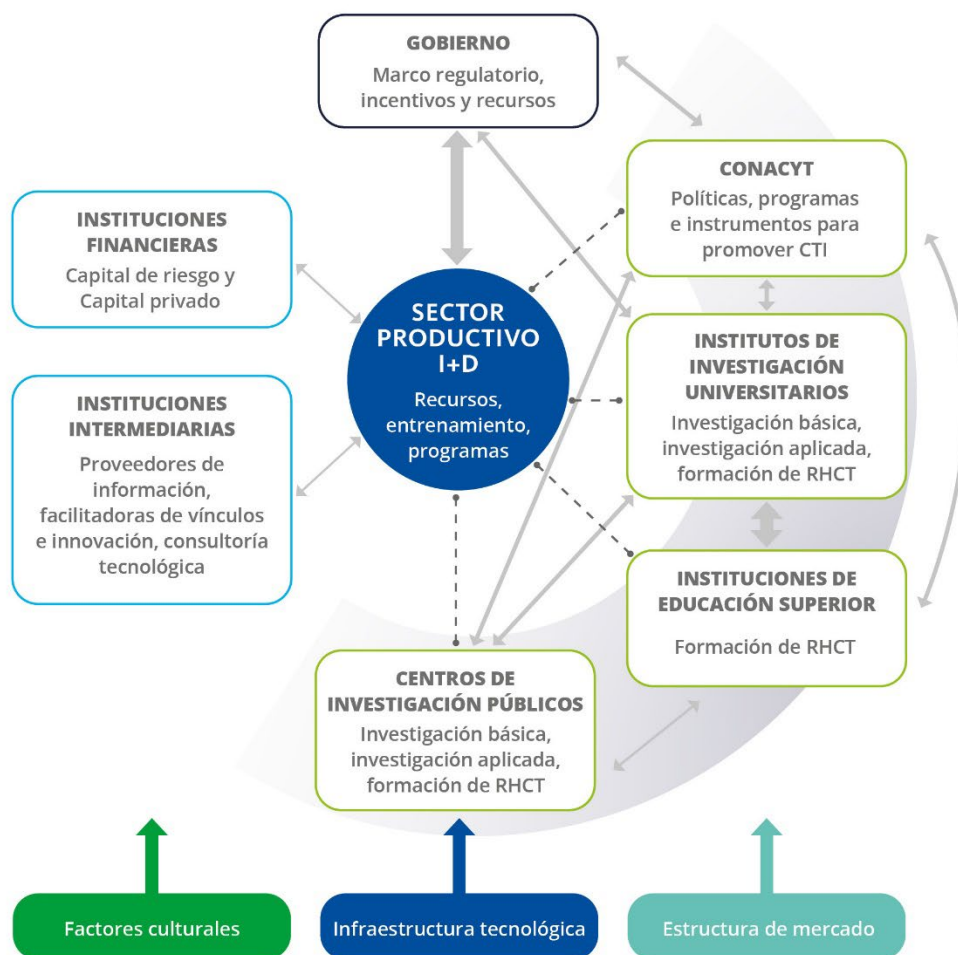 GOBIERNO
Marco regulatorio,
incentivos y recursos
CONACYT
Políticas, programas
e instrumentos para
promover CTI
INSTITUCIONES
FINANCIERAS
Capital de riesgo y
Capital privado
SECTOR
PRODUCTIVO
I+D
Recursos,
entrenamiento,
programas
INSTITUTOS DE
INVESTIGACIÓN
UNIVERSITARIOS
Investigación básica,
investigación aplicada,
formación de RHCT
INSTITUCIONES
INTERMEDIARIAS
Proveedores de
información,
facilitadoras de vínculos
e innovación, consultoría
tecnológica
INSTITUCIONES DE
EDUCACIÓN SUPERIOR
Formación de RHCT
CENTROS DE
INVESTIGACIÓN PÚBLICOS
Investigación básica,
investigación aplicada,
formación de RHCT
Factores culturales
Infraestructura tecnológica
Estructura de mercado